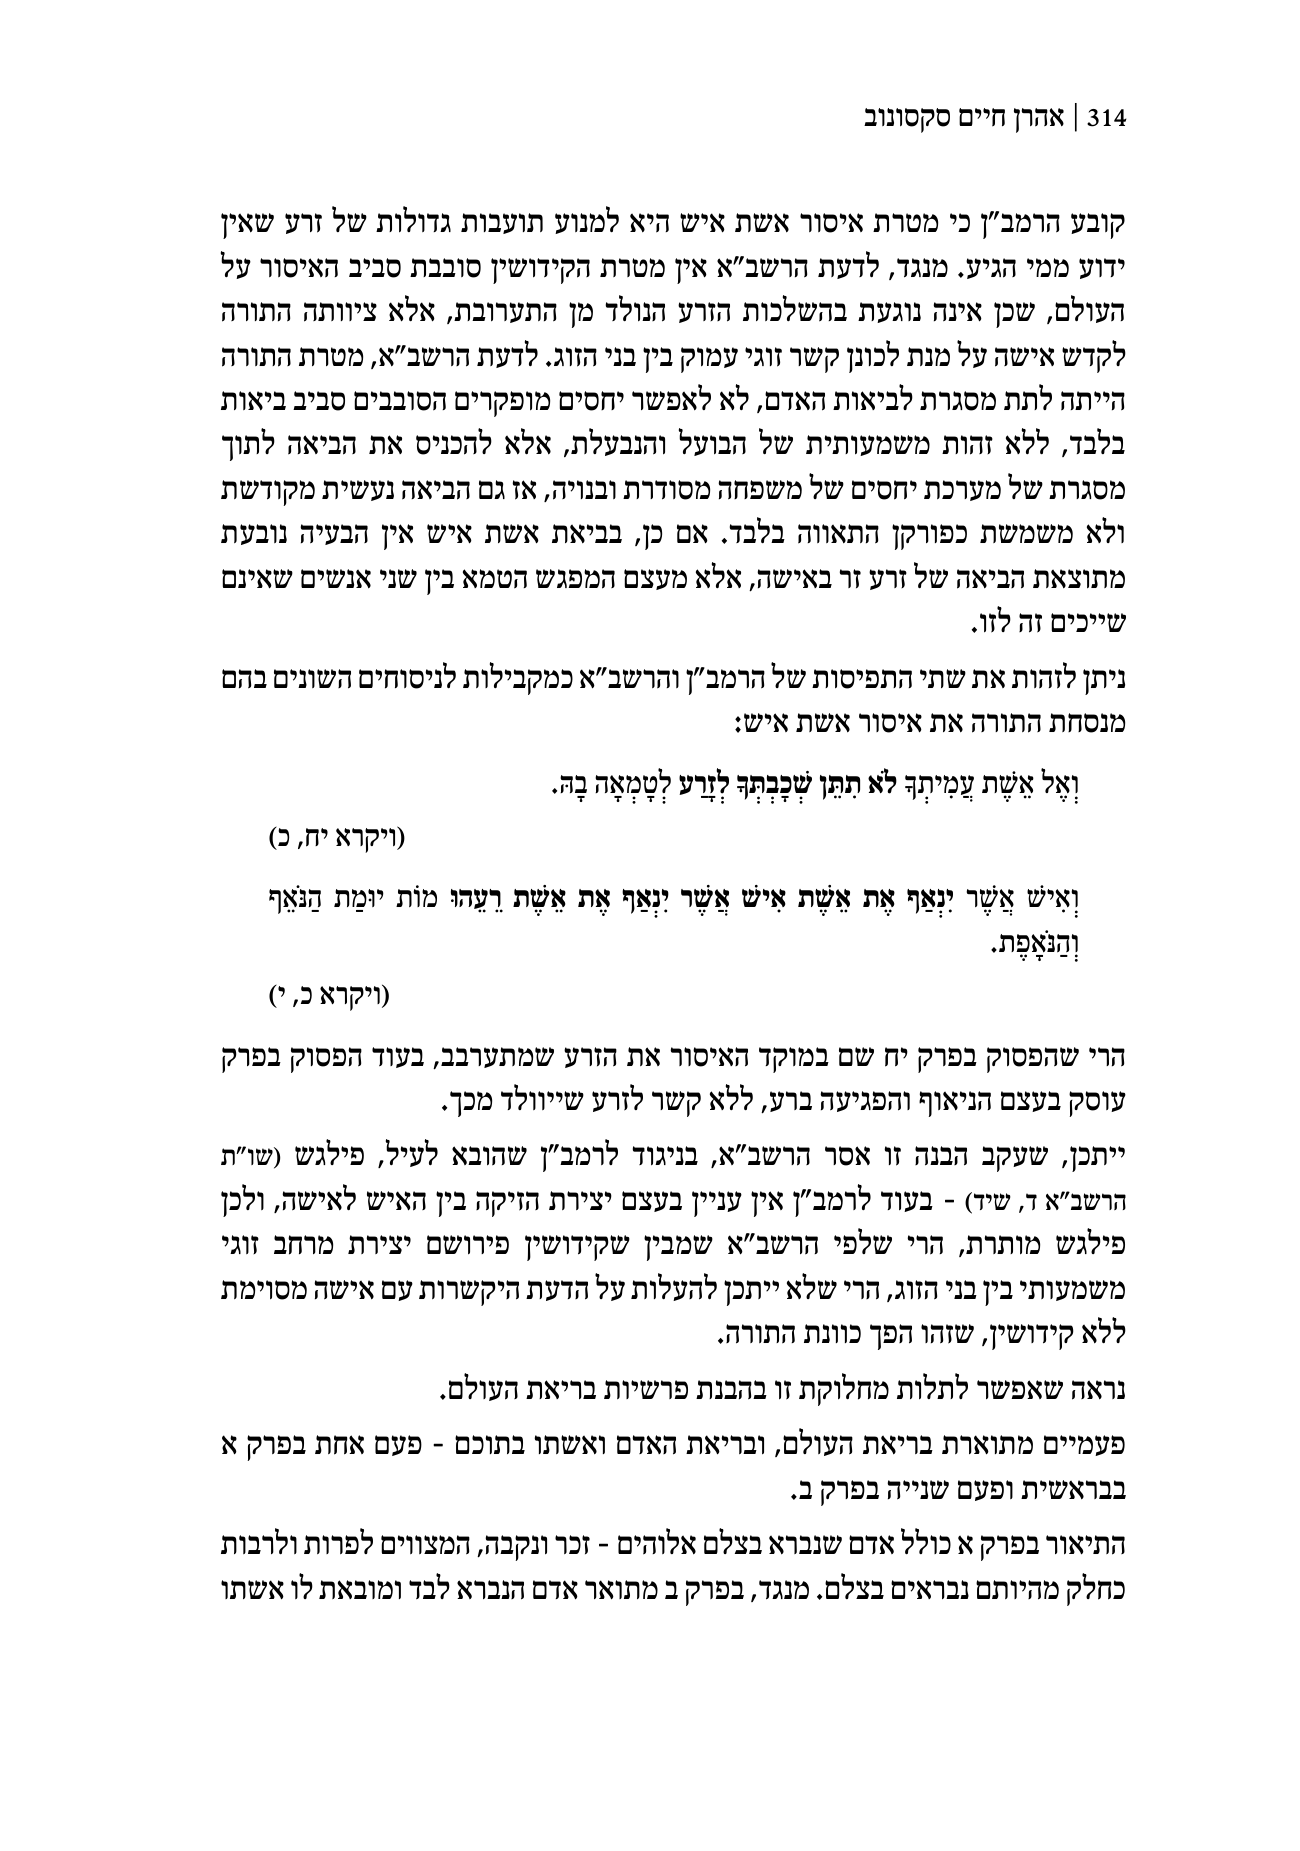 314 | אהרן חיים סקסונוב
קובע הרמב"ן כי מטרת איסור אשת איש היא למנוע תועבות גדולות של זרע שאין
ידוע ממי הגיע. מנגד, לדעת הרשב"א אין מטרת הקידושין סובבת סביב האיסור על
העולם, שכן אינה נוגעת בהשלכות הזרע הנולד מן התערובת, אלא ציוותה התורה
לקדש אישה על מנת לכונן קשר זוגי עמוק בין בני הזוג. לדעת הרשב"א, מטרת התורה
הייתה לתת מסגרת לביאות האדם, לא לאפשר יחסים מופקרים הסובבים סביב ביאות
בלבד, ללא זהות משמעותית של הבועל והנבעלת, אלא להכניס את הביאה לתוך
מסגרת של מערכת יחסים של משפחה מסודרת ובנויה, אז גם הביאה נעשית מקודשת
ולא משמשת כפורקן התאווה בלבד. אם כן, בביאת אשת איש אין הבעיה נובעת
מתוצאת הביאה של זרע זר באישה, אלא מעצם המפגש הטמא בין שני אנשים שאינם
שייכים זה לזו.
ניתן לזהות את שתי התפיסות של הרמב"ן והרשב"א כמקבילות לניסוחים השונים בהם
מנסחת התורה את איסור אשת איש:
וְאֶל אֵשֶׁת עֲמִיתְךָ לֹא תִתֵּן שְׁכָבְתְּךָ לְזָרַע לְטָמְאָה בָהּ.
(ויקרא יח, כ)
וְאִישׁ אֲשֶׁר יִנְאַף אֶת אֵשֶׁת אִישׁ אֲשֶׁר יִנְאַף אֶת אֵשֶׁת רֵעֵהוּ מוֹת יוּמַת הַנֹּאֵף
וְהַנֹּאָפֶת.
(ויקרא כ, י)
הרי שהפסוק בפרק יח שם במוקד האיסור את הזרע שמתערבב, בעוד הפסוק בפרק
עוסק בעצם הניאוף והפגיעה ברע, ללא קשר לזרע שייוולד מכך.
ייתכן, שעקב הבנה זו אסר הרשב"א, בניגוד לרמב"ן שהובא לעיל, פילגש (שו"ת
הרשב"א ד, שיד) - בעוד לרמב"ן אין עניין בעצם יצירת הזיקה בין האיש לאישה, ולכן
פילגש מותרת, הרי שלפי הרשב"א שמבין שקידושין פירושם יצירת מרחב זוגי
משמעותי בין בני הזוג, הרי שלא ייתכן להעלות על הדעת היקשרות עם אישה מסוימת
ללא קידושין, שזהו הפך כוונת התורה.
נראה שאפשר לתלות מחלוקת זו בהבנת פרשיות בריאת העולם.
פעמיים מתוארת בריאת העולם, ובריאת האדם ואשתו בתוכם - פעם אחת בפרק א
בבראשית ופעם שנייה בפרק ב.
התיאור בפרק א כולל אדם שנברא בצלם אלוהים - זכר ונקבה, המצווים לפרות ולרבות
כחלק מהיותם נבראים בצלם. מנגד, בפרק ב מתואר אדם הנברא לבד ומובאת לו אשתו